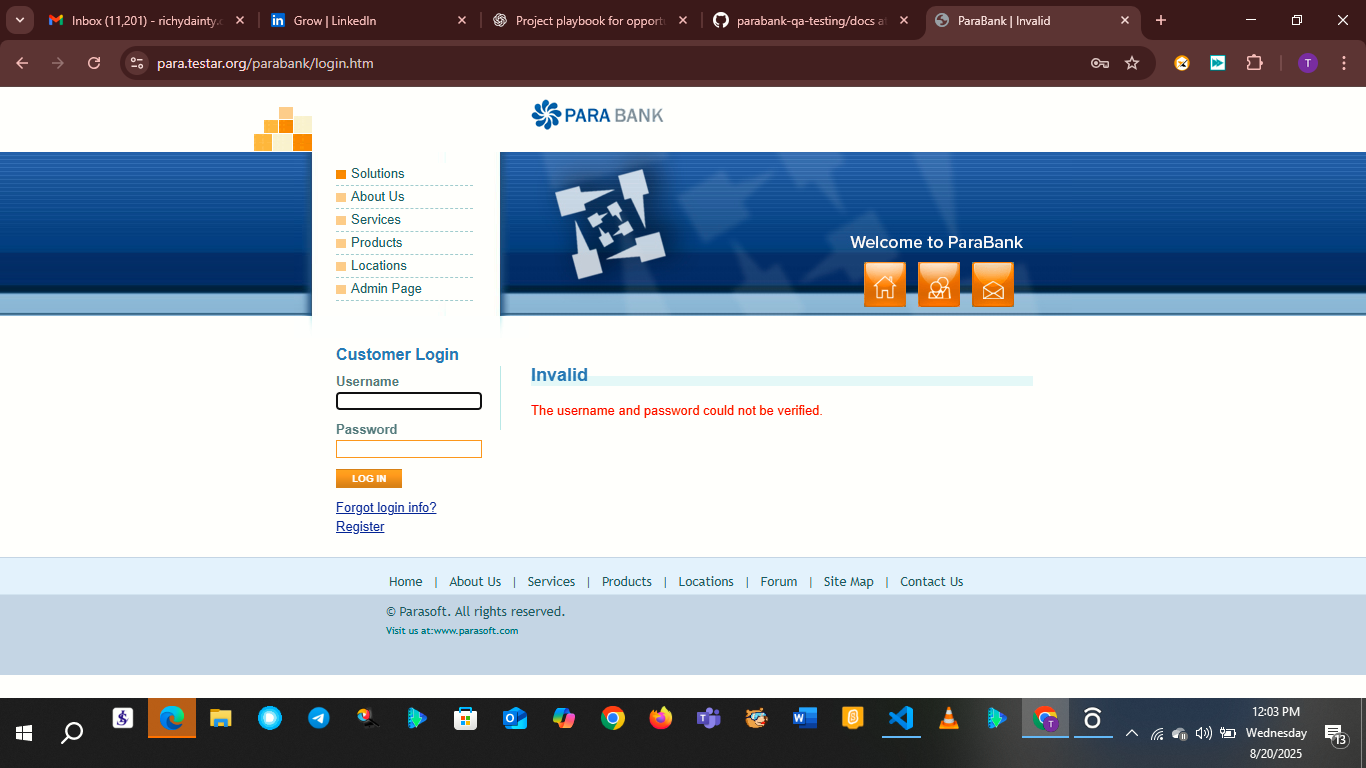 Inbox (11,201) - richydainty.
Grow | LinkedIn
Project playbook for opport
parabank-qa-testing/docs a
ParaBank | Invalid
para.testar.org/parabank/login.htm
T
PARA BANK
Solutions
About Us
Services
Products
Locations
Admin Page
Welcome to ParaBank
Customer Login
Username
Password
LOG IN
Forgot login info?
Register
Invalid
The username and password could not be verified.
Home | About Us | Services | Products | Locations | Forum | Site Map | Contact Us
© Parasoft. All rights reserved.
Visit us at:www.parasoft.com
12:03 PM
Wednesday
8/20/2025
13